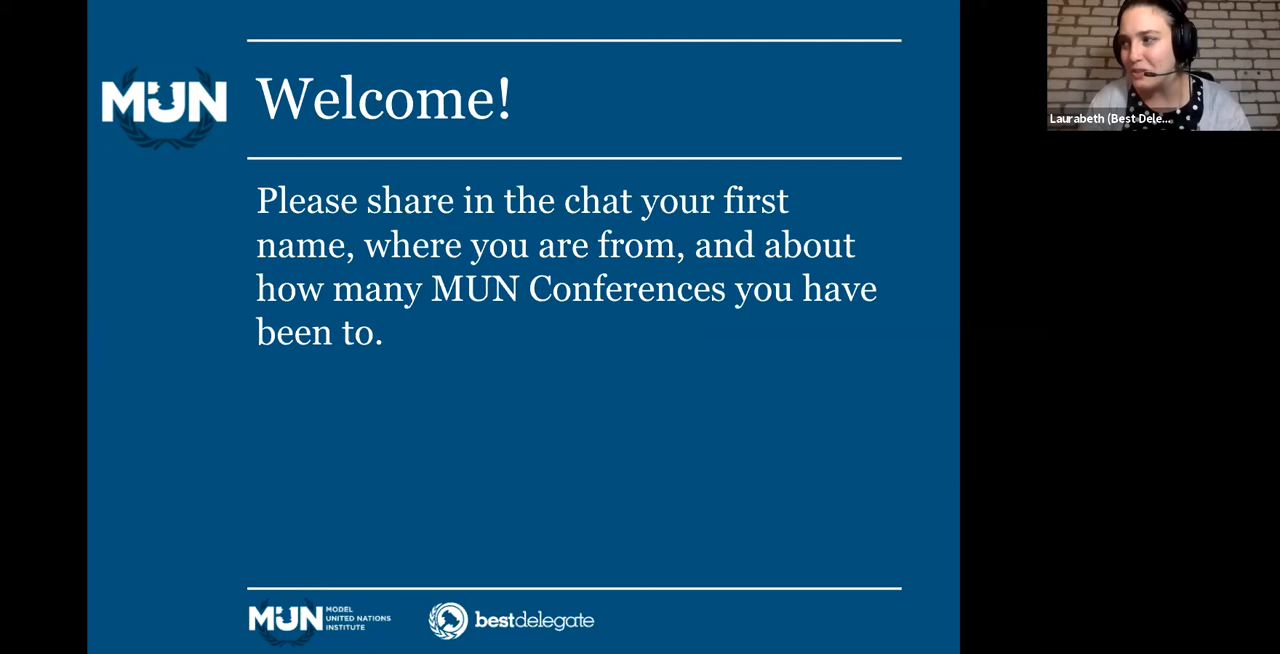 MUN
Welcome!
Please share in the chat your first
name, where you are from, and about
how many MUN Conferences you have
been to.
MUN
MODEL
UNITED NATIONS
INSTITUTE
bestdelegate
Laurabeth (Best Dele...